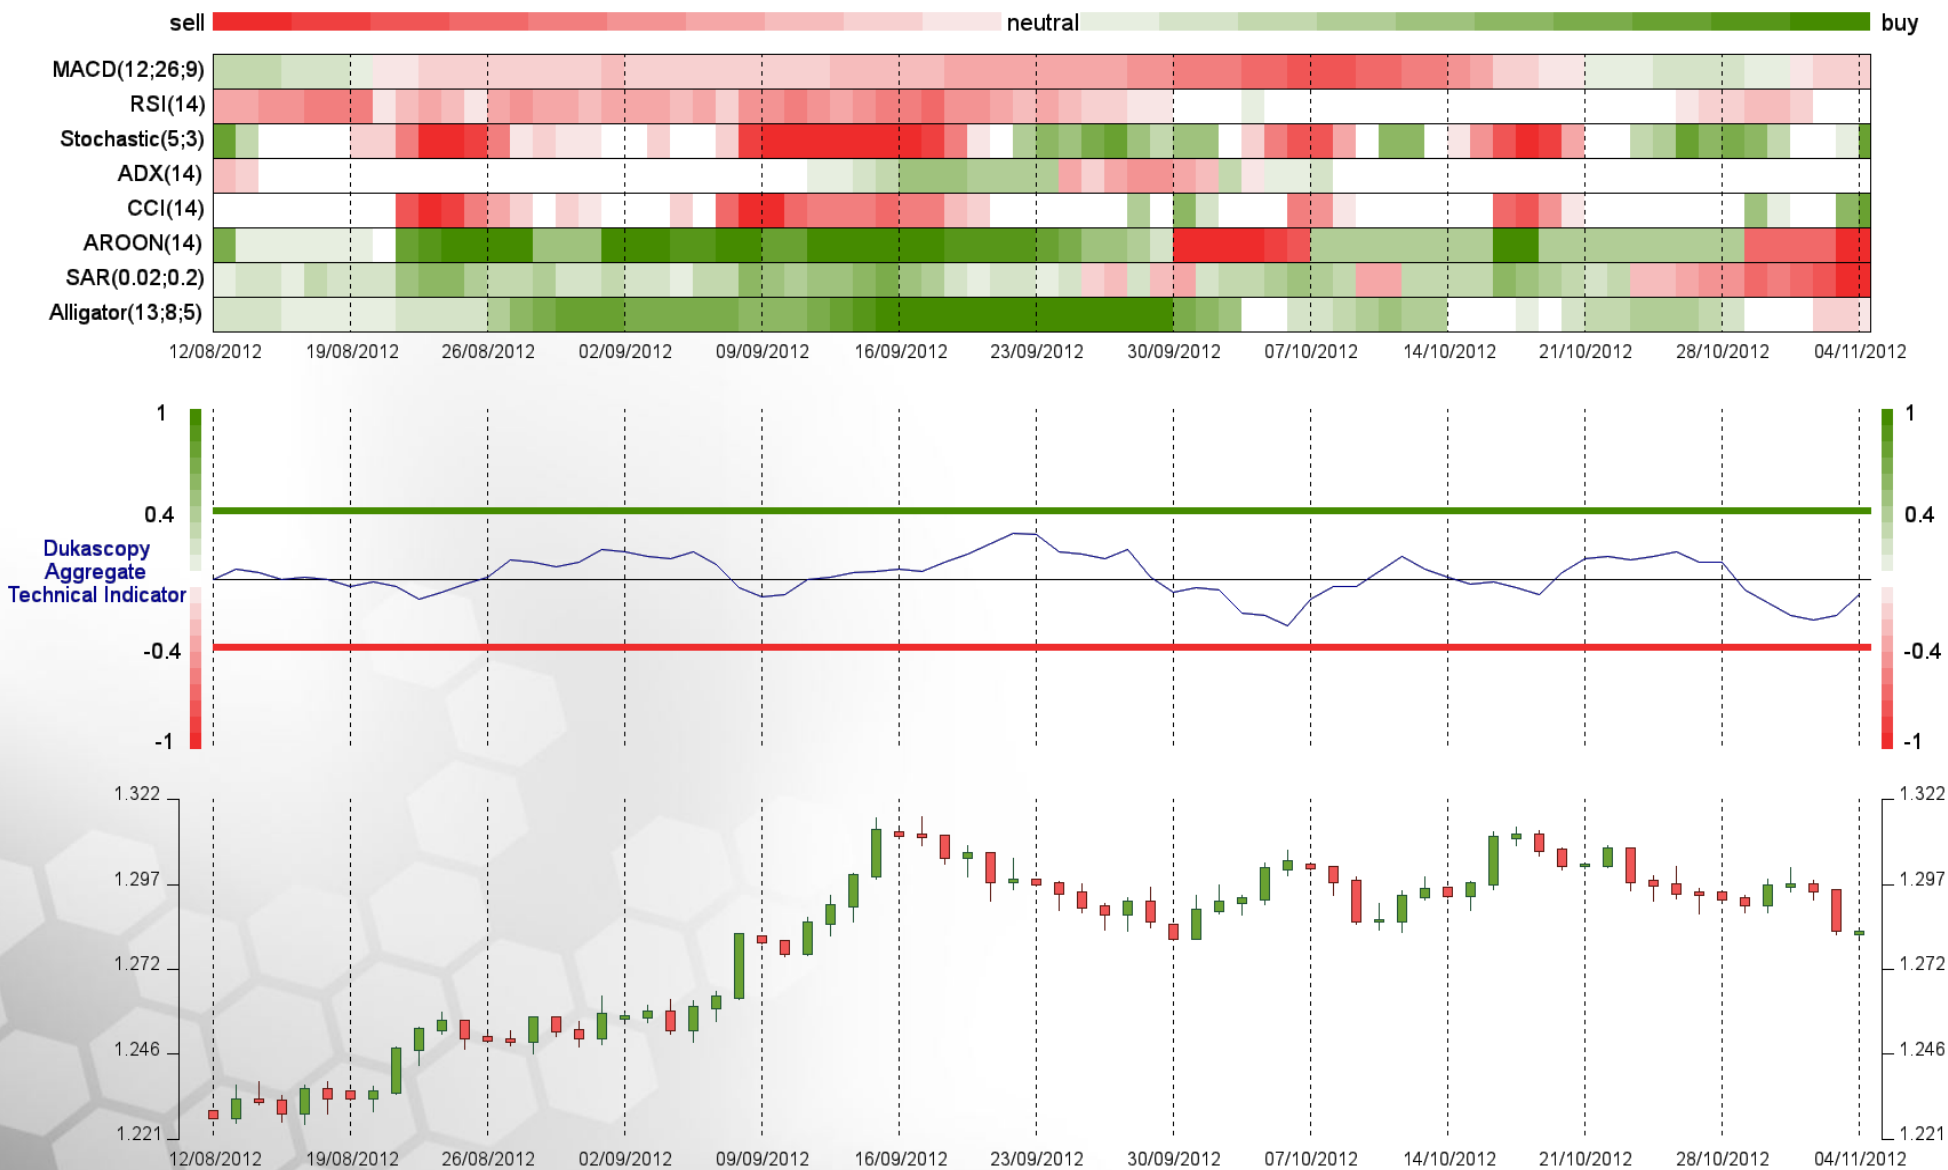 sell neutral buy
MACD(12;26;9)
RSI(14)
Stochastic(5;3)
ADX(14)
CCI(14)
AROON(14)
SAR(0.02;0.2)
Alligator(13;8;5)
12/08/2012 19/08/2012 26/08/2012 02/09/2012 09/09/2012 16/09/2012 23/09/2012 30/09/2012 07/10/2012 14/10/2012 21/10/2012 28/10/2012 04/11/2012
1 1
0.4 0.4
Dukascopy
Aggregate
Technical Indicator
-0.4 -0.4
-1 -1
1.322 1.322
1.297 1.297
1.272 1.272
1.246 1.246
1.221 1.221
12/08/2012 19/08/2012 26/08/2012 02/09/2012 09/09/2012 16/09/2012 23/09/2012 30/09/2012 07/10/2012 14/10/2012 21/10/2012 28/10/2012 04/11/2012